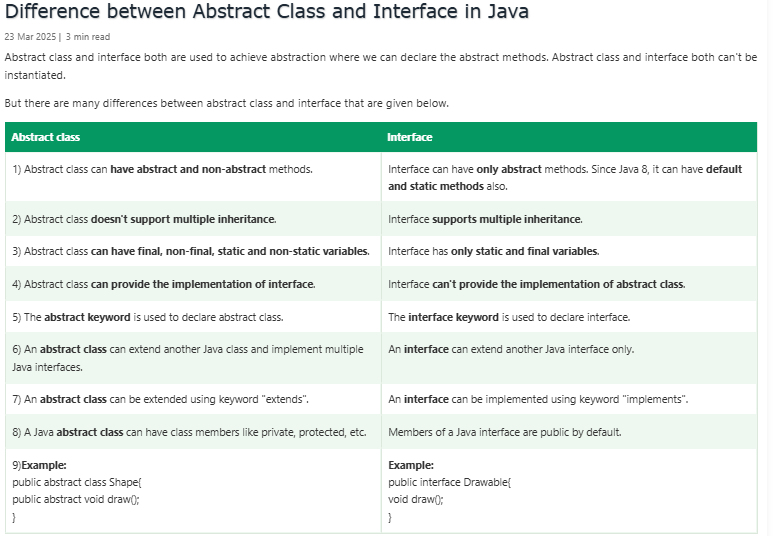 Difference between Abstract Class and Interface in Java
23 Mar 2025 | 3 min read
Abstract class and interface both are used to achieve abstraction where we can declare the abstract methods. Abstract class and interface both can't be
instantiated.
But there are many differences between abstract class and interface that are given below.
Abstract class
Interface
1) Abstract class can have abstract and non-abstract methods.
Interface can have only abstract methods. Since Java 8, it can have default
and static methods also.
2) Abstract class doesn't support multiple inheritance.
Interface supports multiple inheritance.
3) Abstract class can have final, non-final, static and non-static variables.
Interface has only static and final variables.
4) Abstract class can provide the implementation of interface.
Interface can't provide the implementation of abstract class.
5) The abstract keyword is used to declare abstract class.
The interface keyword is used to declare interface.
6) An abstract class can extend another Java class and implement multiple
Java interfaces.
An interface can extend another Java interface only.
7) An abstract class can be extended using keyword "extends".
An interface can be implemented using keyword "implements".
8) A Java abstract class can have class members like private, protected, etc.
Members of a Java interface are public by default.
9)Example:
public abstract class Shape{
public abstract void draw();
}
Example:
public interface Drawable{
void draw();
}